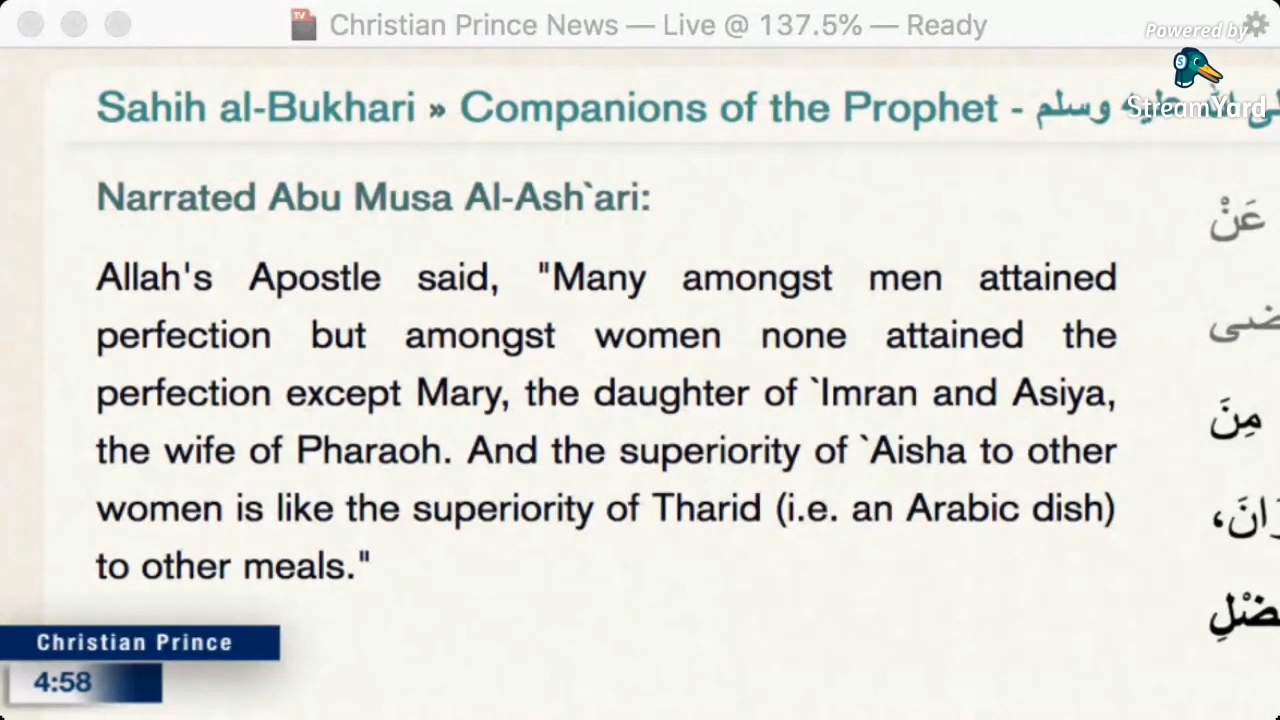 Christian Prince News — Live @ 137.5% — Ready
Powered by
StreamYard
Sahih al-Bukhari » Companions of the Prophet - عليه وسلم
Narrated Abu Musa Al-Ash`ari:
عَنْ
Allah's Apostle said, "Many amongst men attained
perfection but amongst women none attained the
perfection except Mary, the daughter of `Imran and Asiya,
مِنَ
the wife of Pharaoh. And the superiority of `Aisha to other
women is like the superiority of Tharid (i.e. an Arabic dish)
to other meals."
Christian Prince
4:58